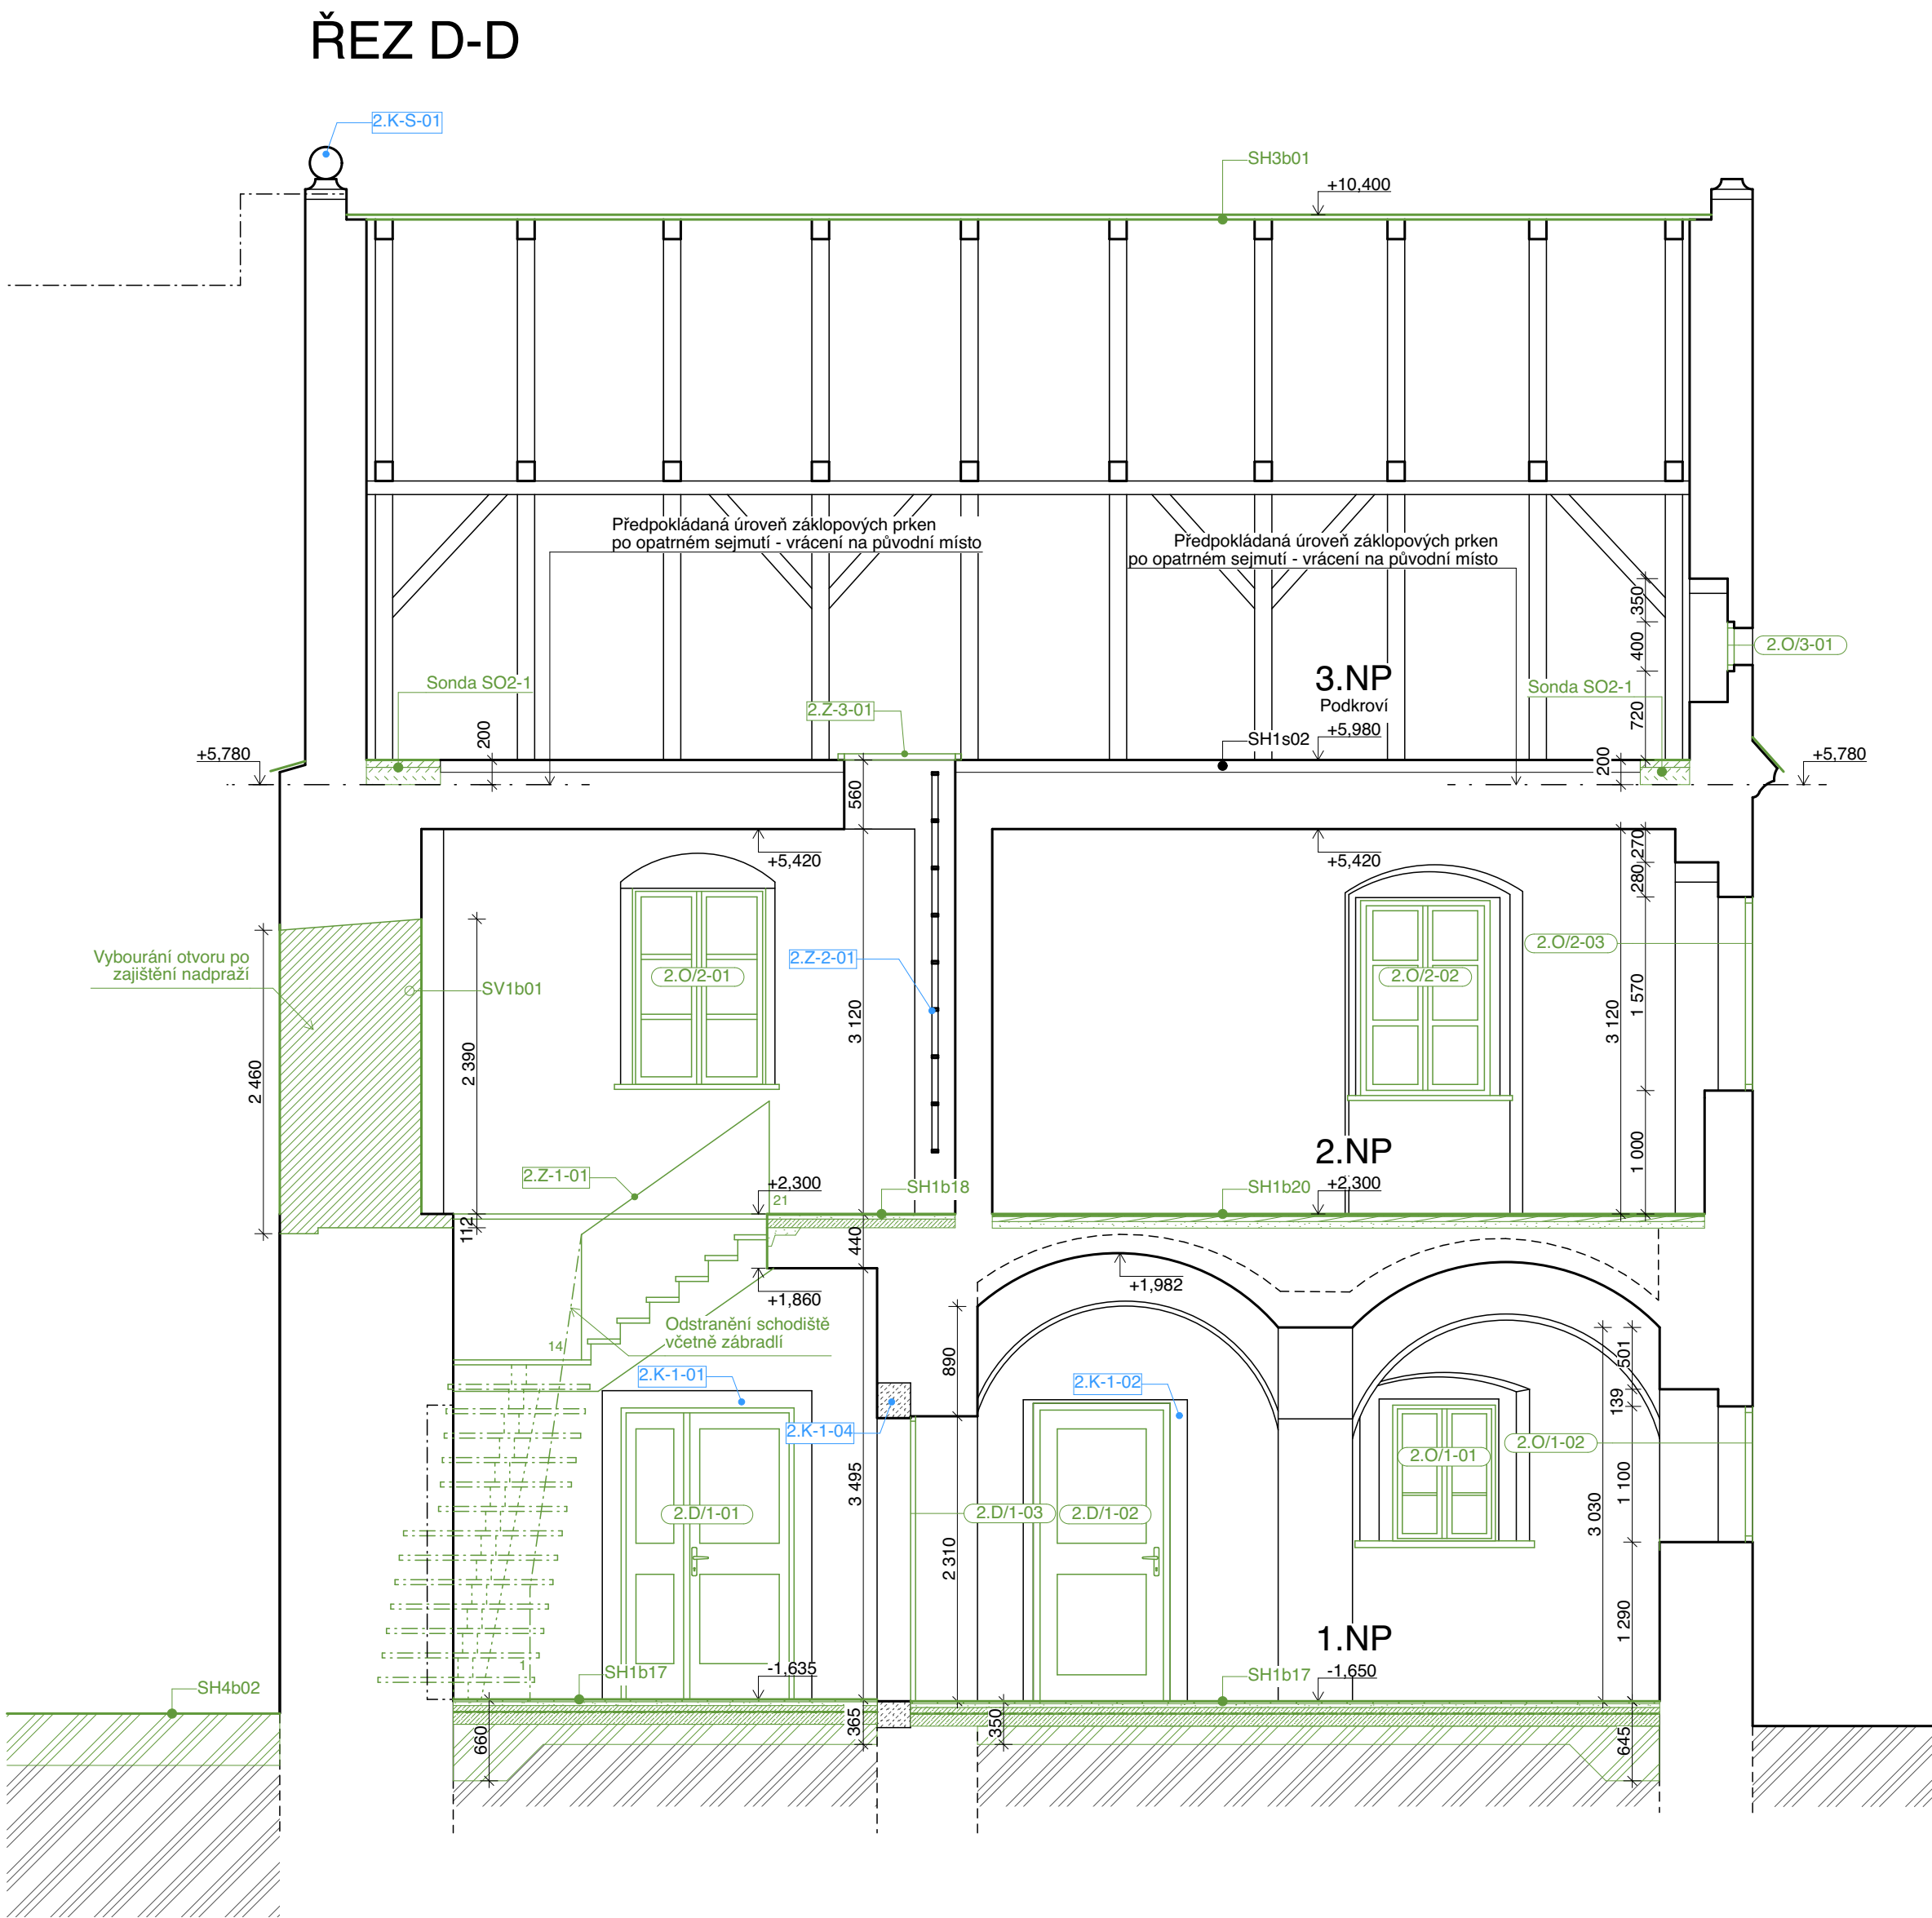 ŘEZ D-D
2.K-S-01
SH3b01
+10,400
Předpokládaná úroveň záklopových prken
po opatrném sejmutí - vrácení na původní místo
Předpokládaná úroveň záklopových prken
po opatrném sejmutí - vrácení na původní místo
350
400
720
2.O/3-01
3.NP
Podkroví
Sonda SO2-1
Sonda SO2-1
2.Z-3-01
200
SH1s02
+5,980
200
+5,780
+5,780
560
+5,420
+5,420
270
280
2.O/2-03
Vybourání otvoru po
zajištění nadpraží
2.Z-2-01
2.O/2-01
2.O/2-02
SV1b01
1 570
3 120
3 120
2 390
2 460
1 000
2.NP
2.Z-1-01
+2,300
21
SH1b18
SH1b20
+2,300
112
440
+1,982
+1,860
Odstranění schodiště
včetně zábradlí
14
890
501
139
2.K-1-01
2.K-1-02
2.K-1-04
2.O/1-02
2.O/1-01
3 495
1 100
3 030
2.D/1-01
2.D/1-03
2.D/1-02
2 310
1 290
1.NP
1
SH1b17
-1,635
SH1b17
-1,650
SH4b02
660
365
350
645